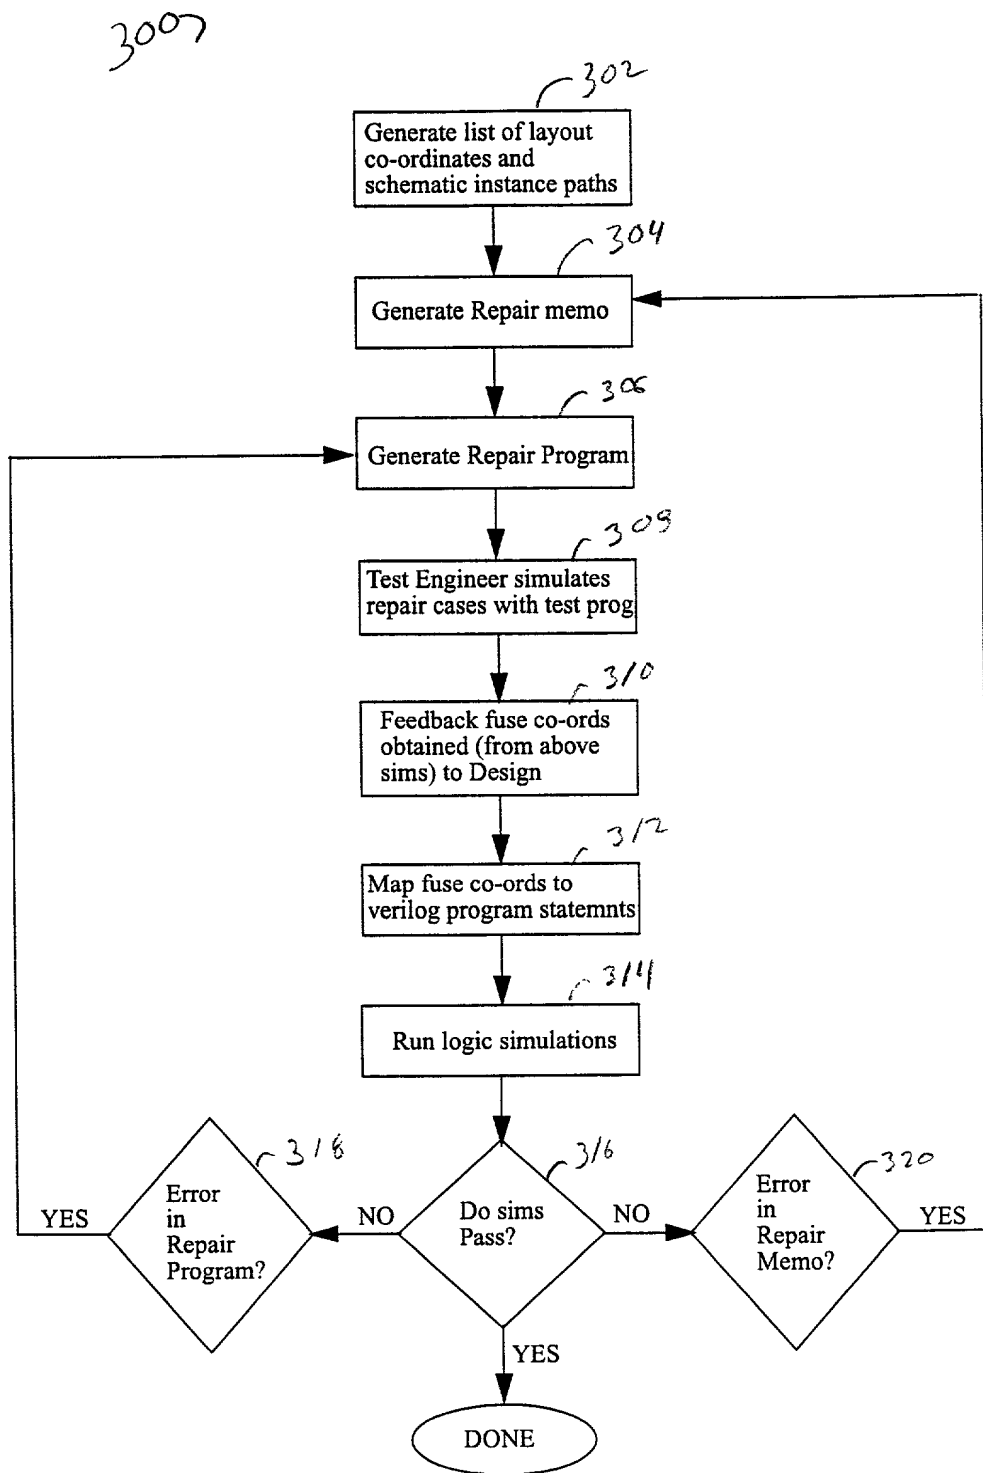 300
302
Generate list of layout
co-ordinates and
schematic instance paths
304
Generate Repair memo
306
Generate Repair Program
308
Test Engineer simulates
repair cases with test prog
310
Feedback fuse co-ords
obtained (from above
sims) to Design
312
Map fuse co-ords to
verilog program statemnts
314
Run logic simulations
318
316
320
YES
Error
in
Repair
Program?
NO
Do sims
Pass?
NO
Error
in
Repair
Memo?
YES
YES
DONE